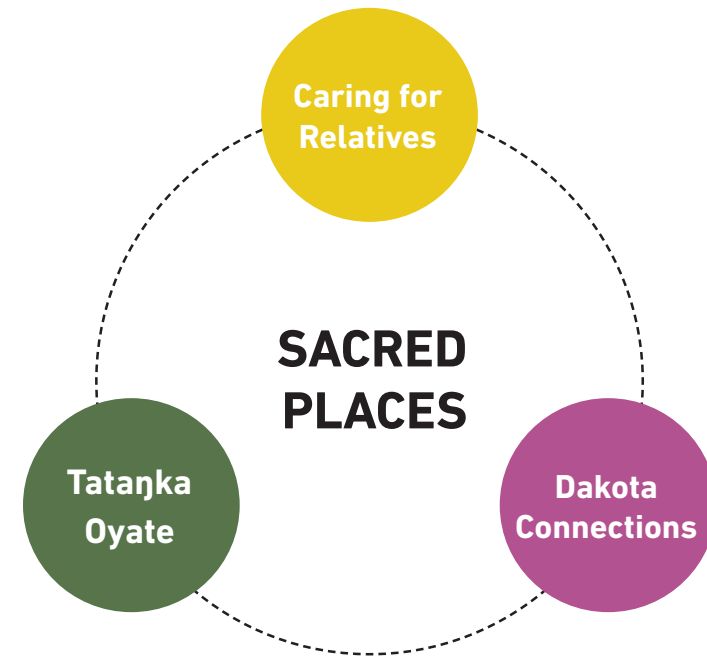 Caring for
Relatives
SACRED
PLACES
Tataŋka
Oyate
Dakota
Connections